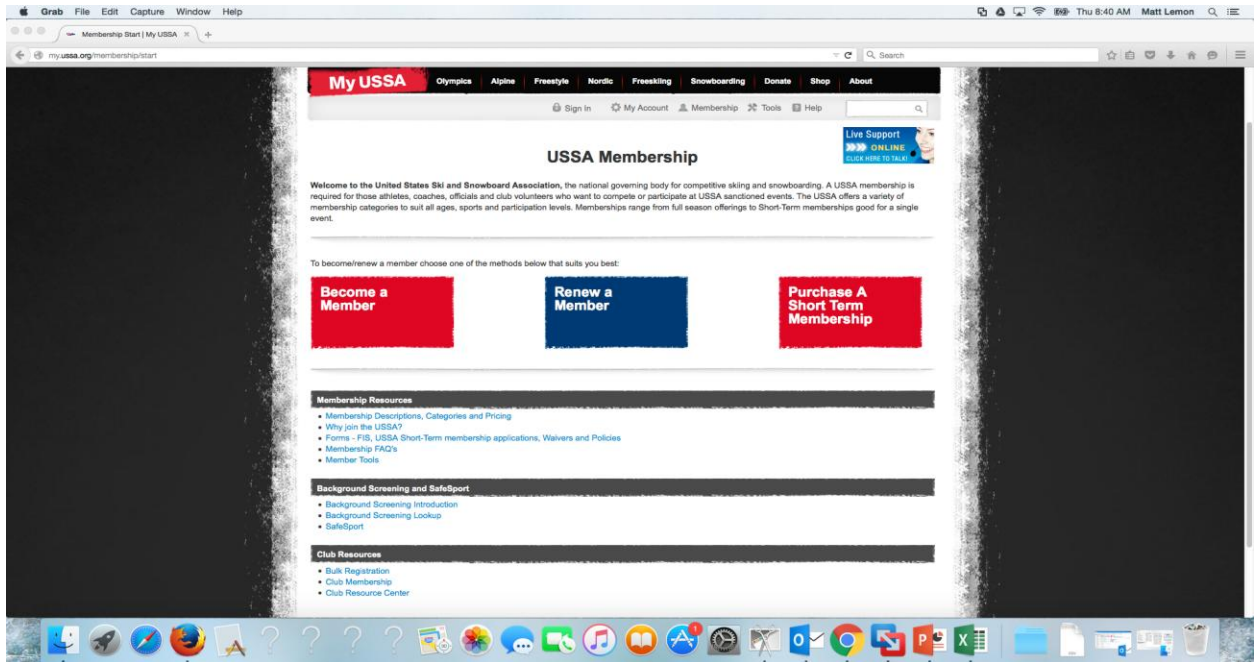 Grab File Edit Capture Window Help Thu 8:40 AM Matt Lemon
Membership Start | My USSA
my.ussa.org/membership/start Search
My USSA Olympics Alpine Freestyle Nordic Freeskiing Snowboarding Donate Shop About
Sign In My Account Membership Tools Help
Live Support
ONLINE
CLICK HERE TO TALK!
USSA Membership
Welcome to the United States Ski and Snowboard Association, the national governing body for competitive skiing and snowboarding. A USSA membership is
required for those athletes, coaches, officials and club volunteers who want to compete or participate at USSA sanctioned events. The USSA offers a variety of
membership categories to suit all ages, sports and participation levels. Memberships range from full season offerings to Short-Term memberships good for a single
event.
To become/renew a member choose one of the methods below that suits you best:
Become a
Member
Renew a
Member
Purchase A
Short Term
Membership
Membership Resources
• Membership Descriptions, Categories and Pricing
• Why join the USSA?
• Forms - FIS, USSA Short-Term membership applications, Waivers and Policies
• Membership FAQ's
• Member Tools
Background Screening and SafeSport
• Background Screening Introduction
• Background Screening Lookup
• SafeSport
Club Resources
• Bulk Registration
• Club Membership
• Club Resource Center